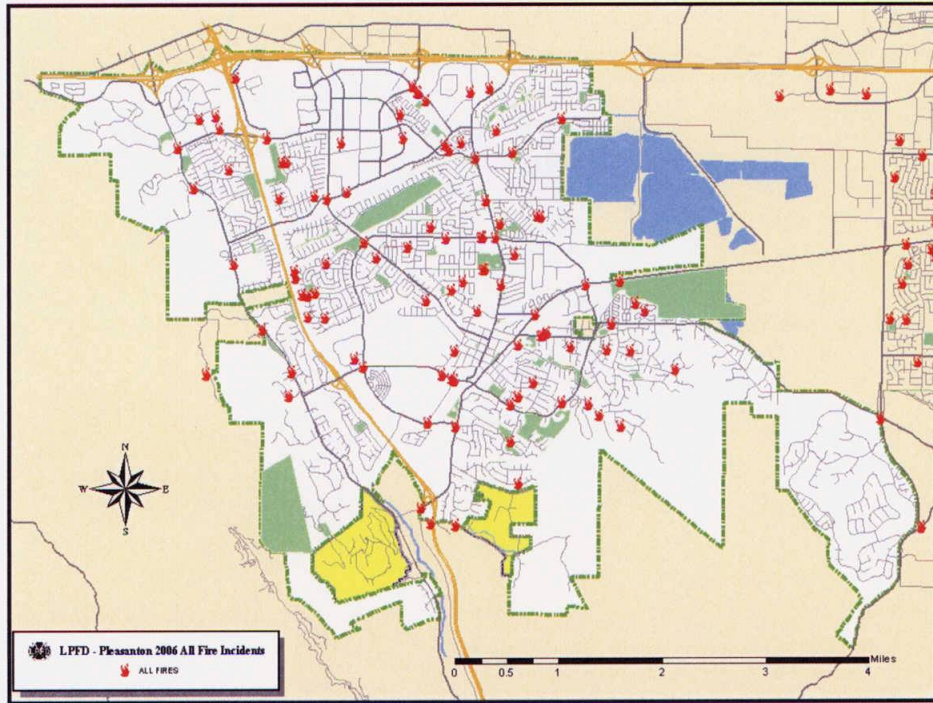 N
W E
S
LPFD - Pleasanton 2006 All Fire Incidents
ALL FIRES
Miles
0 0.5 1 2 3 4